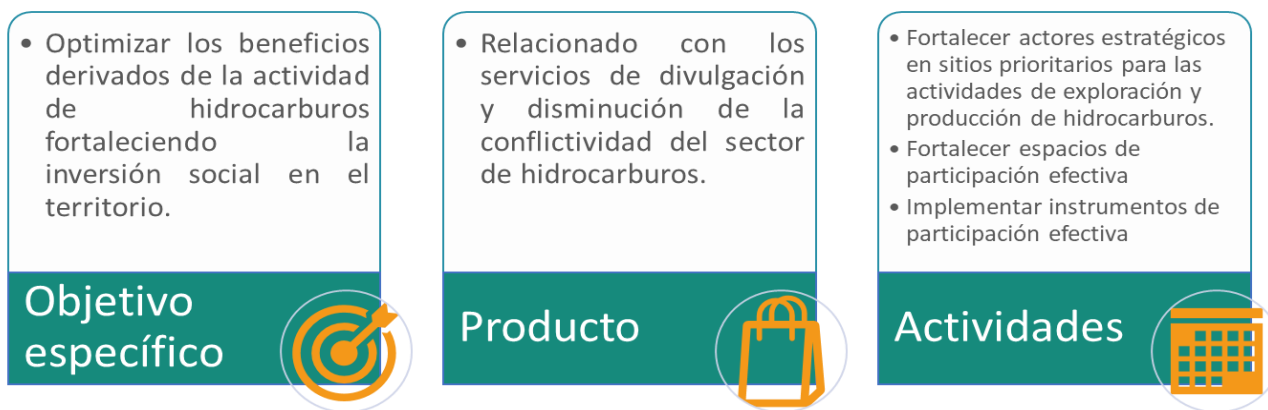 • Optimizar los beneficios
derivados de la actividad
de hidrocarburos
fortaleciendo la
inversión social en el
territorio.
Objetivo
específico
• Relacionado con los
servicios de divulgación
y disminución de la
conflictividad del sector
de hidrocarburos.
Producto
• Fortalecer actores estratégicos
en sitios prioritarios para las
actividades de exploración y
producción de hidrocarburos.
• Fortalecer espacios de
participación efectiva
• Implementar instrumentos de
participación efectiva
Actividades